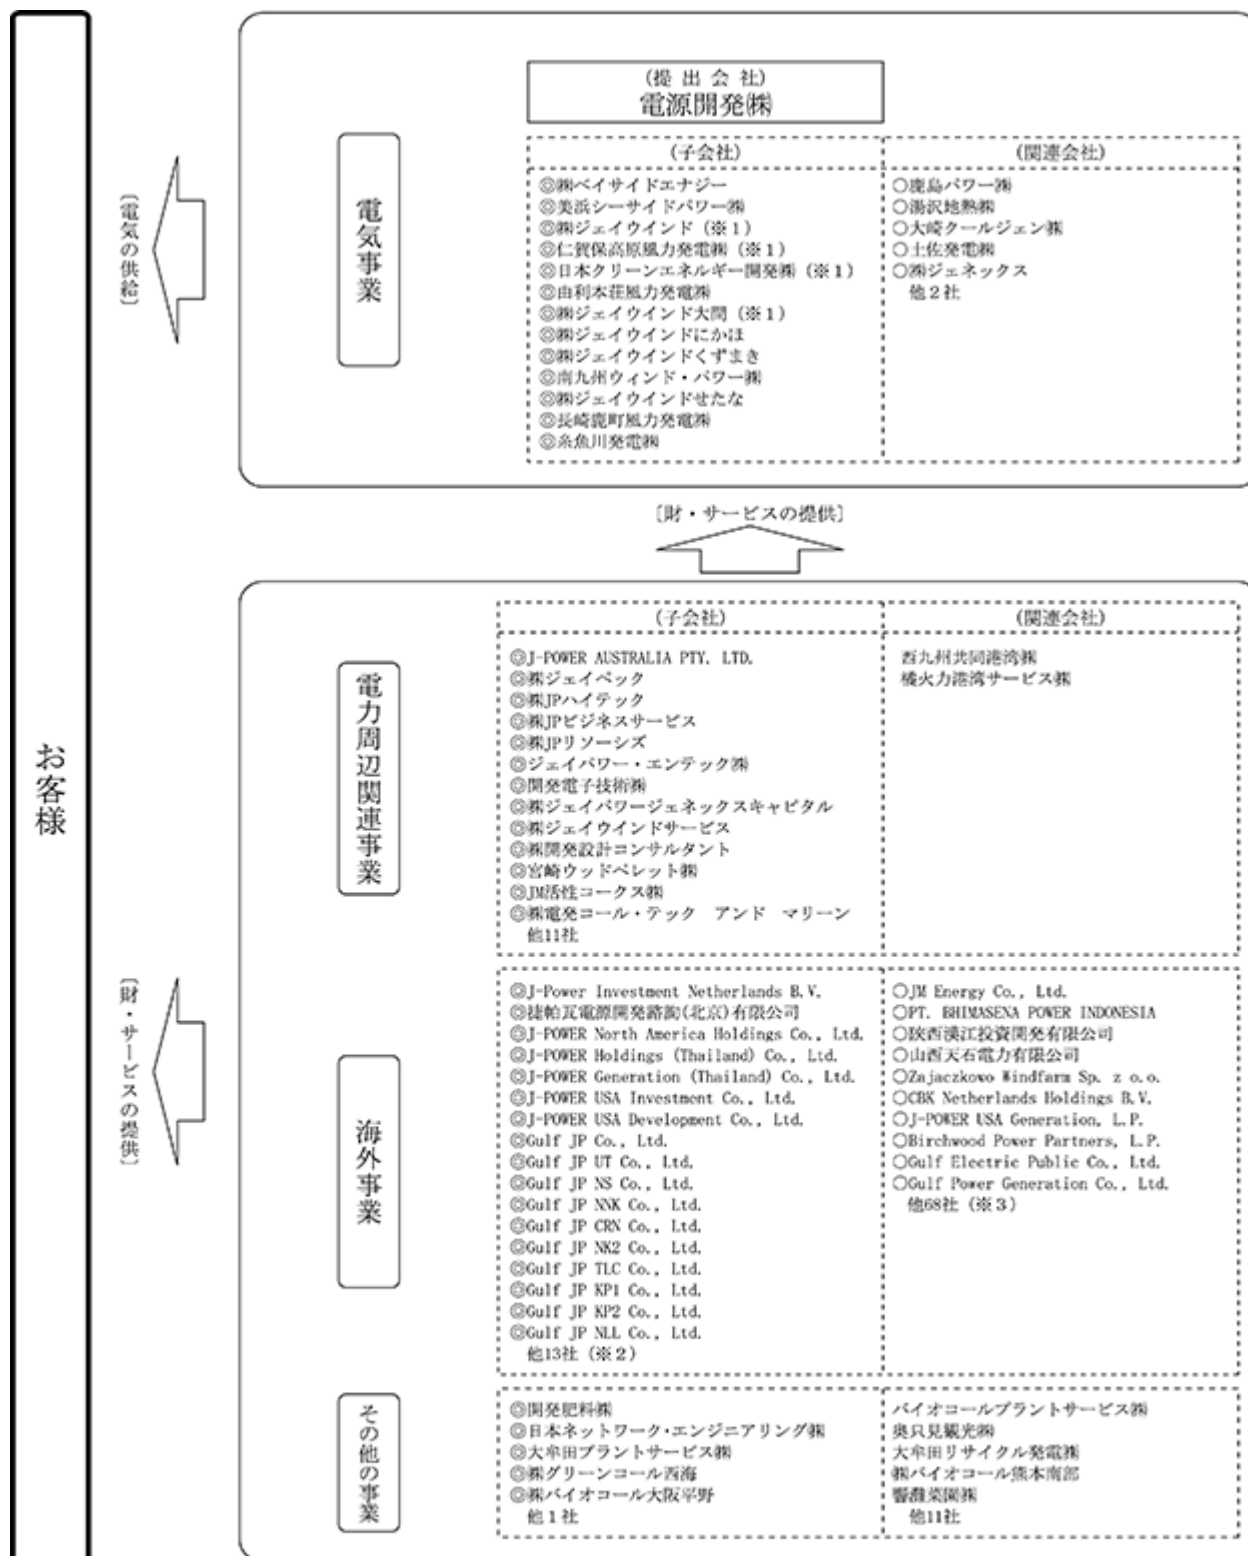 お客様
(提 出 会 社)
電源開発㈱
電気事業
〔電気の供給〕
(子会社)
◎㈱ベイサイドエナジー
◎美浜シーサイドパワー㈱
◎㈱ジェイウインド (※1)
◎仁賀保高原風力発電㈱ (※1)
◎日本クリーンエネルギー開発㈱ (※1)
◎由利本荘風力発電㈱
◎㈱ジェイウインド大間 (※1)
◎㈱ジェイウインドにかほ
◎㈱ジェイウインドくずまき
◎南九州ウィンド・パワー㈱
◎㈱ジェイウインドせたな
◎長崎鹿町風力発電㈱
◎糸魚川発電㈱
(関連会社)
○鹿島パワー㈱
○湯沢地熱㈱
○大崎クールジェン㈱
○土佐発電㈱
○㈱ジェネックス
他2社
〔財・サービスの提供〕
電力周辺関連事業
(子会社)
◎J-POWER AUSTRALIA PTY. LTD.
◎㈱ジェイペック
◎㈱JPハイテック
◎㈱JPビジネスサービス
◎㈱JPリソーシズ
◎ジェイパワー・エンテック㈱
◎開発電子技術㈱
◎㈱ジェイパワージェネックスキャピタル
◎㈱ジェイウインドサービス
◎㈱開発設計コンサルタント
◎宮崎ウッドペレット㈱
◎JM活性コークス㈱
◎㈱電発コール・テック アンド マリーン
他11社
(関連会社)
西九州共同港湾㈱
橘火力港湾サービス㈱
〔財・サービスの提供〕
海外事業
◎J-Power Investment Netherlands B.V.
◎捷帕瓦電源開発諮詢(北京)有限公司
◎J-POWER North America Holdings Co., Ltd.
◎J-POWER Holdings (Thailand) Co., Ltd.
◎J-POWER Generation (Thailand) Co., Ltd.
◎J-POWER USA Investment Co., Ltd.
◎J-POWER USA Development Co., Ltd.
◎Gulf JP Co., Ltd.
◎Gulf JP UT Co., Ltd.
◎Gulf JP NS Co., Ltd.
◎Gulf JP NNK Co., Ltd.
◎Gulf JP CRN Co., Ltd.
◎Gulf JP NK2 Co., Ltd.
◎Gulf JP TLC Co., Ltd.
◎Gulf JP KP1 Co., Ltd.
◎Gulf JP KP2 Co., Ltd.
◎Gulf JP NLL Co., Ltd.
他13社 (※2)
○JM Energy Co., Ltd.
○PT. BHIMASENA POWER INDONESIA
○陝西漢江投資開発有限公司
○山西天石電力有限公司
○Zajaczkowo Windfarm Sp. z o.o.
○CBK Netherlands Holdings B.V.
○J-POWER USA Generation, L.P.
○Birchwood Power Partners, L.P.
○Gulf Electric Public Co., Ltd.
○Gulf Power Generation Co., Ltd.
他68社 (※3)
その他の事業
◎開発肥料㈱
◎日本ネットワーク・エンジニアリング㈱
◎大牟田プラントサービス㈱
◎㈱グリーンコール西海
◎㈱バイオコール大阪平野
他1社
バイオコールプラントサービス㈱
奥只見観光㈱
大牟田リサイクル発電㈱
㈱バイオコール熊本南部
響灘菜園㈱
他11社